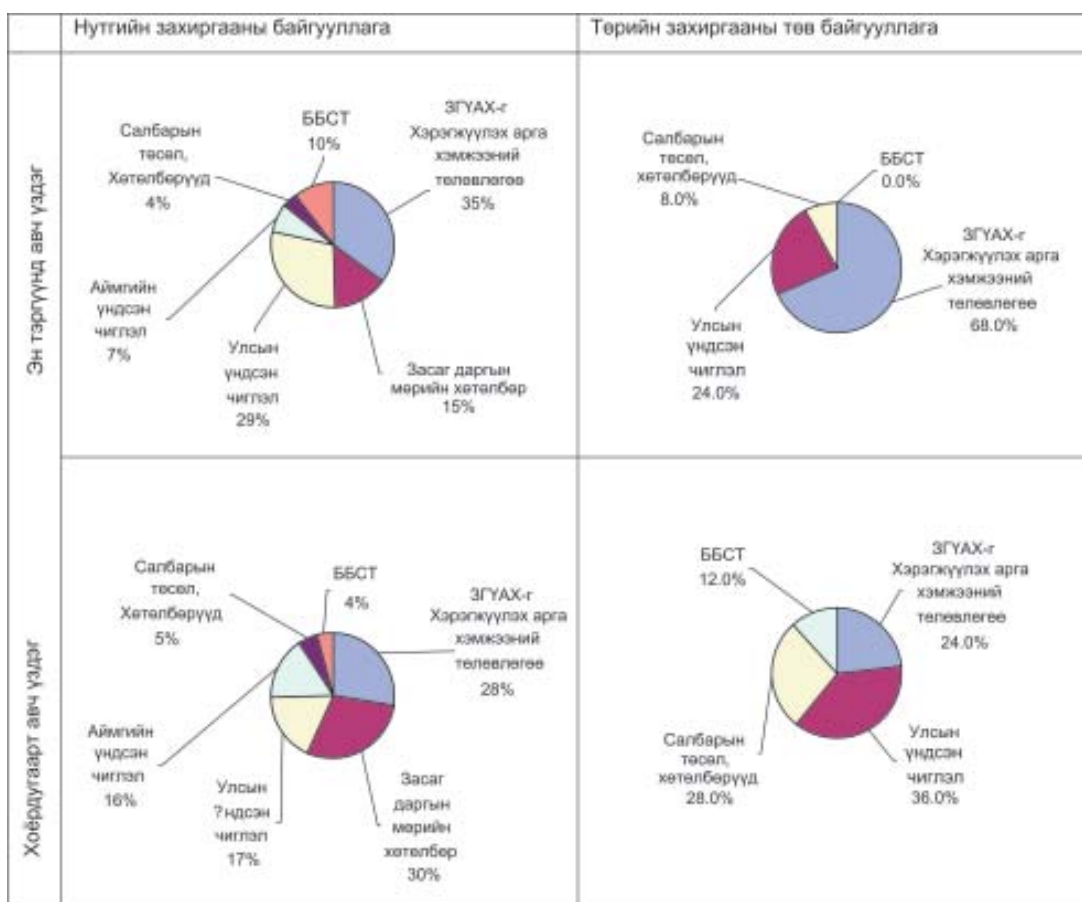 Нутгийн захиргааны байгууллага
Төрийн захиргааны төв байгууллага
Эн тэргүүнд авч үздэг
ББСТ
10%
ЗГҮАХ-г
Хэрэгжүүлэх арга
хэмжээний
төлөвлөгөө
35%
Салбарын
төсөл,
Хөтөлбөрүүд
4%
Аймгийн
үндсэн
чиглэл
7%
Улсын
үндсэн
чиглэл
29%
Засаг даргын
мөрийн хөтөлбөр
15%
Салбарын
төсөл,
хөтөлбөрүүд
8.0%
ББСТ
0.0%
ЗГҮАХ-г
Хэрэгжүүлэх арга
хэмжээний
төлөвлөгөө
68.0%
Улсын
үндсэн
чиглэл
24.0%
Хоёрдугаарт авч үздэг
Салбарын
төсөл,
Хөтөлбөрүүд
5%
ББСТ
4%
ЗГҮАХ-г
Хэрэгжүүлэх арга
хэмжээний
төлөвлөгөө
28%
Аймгийн
үндсэн
чиглэл
16%
Улсын
?ндсэн
чиглэл
17%
Засаг
даргын
мөрийн
хөтөлбөр
30%
ББСТ
12.0%
ЗГҮАХ-г
Хэрэгжүүлэх арга
хэмжээний
төлөвлөгөө
24.0%
Салбарын
төсөл,
хөтөлбөрүүд
28.0%
Улсын
үндсэн
чиглэл
36.0%